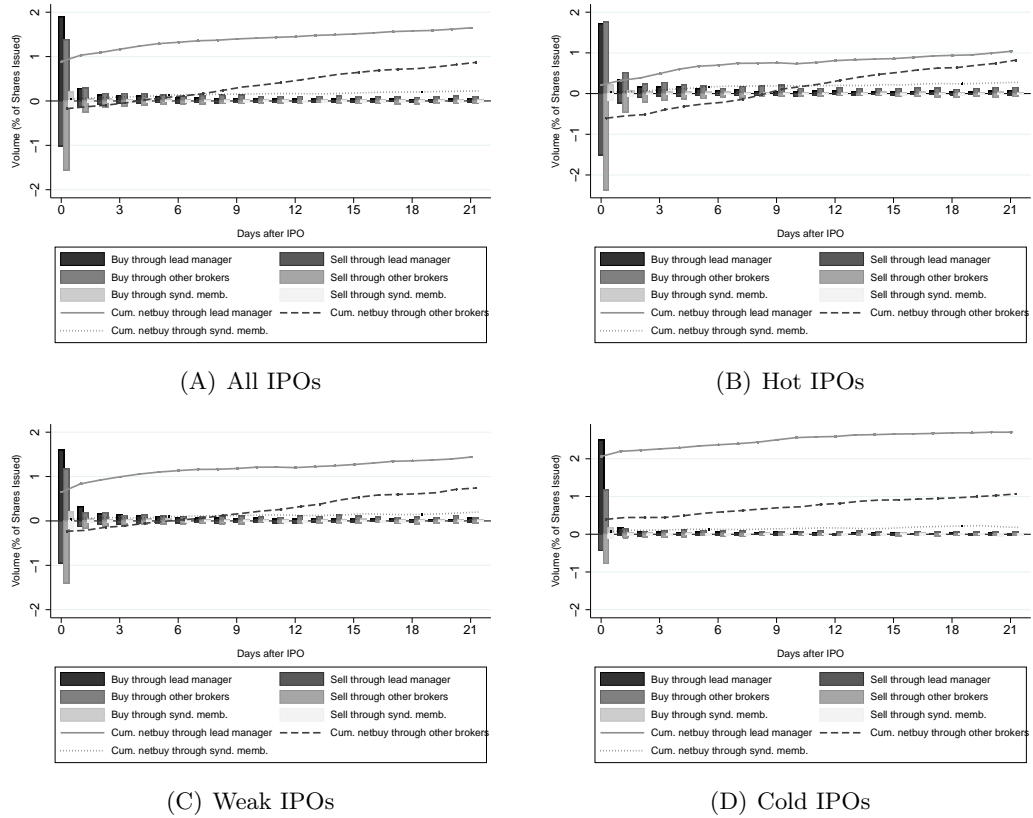 2
1
0
−1
−2
Volume (% of Shares Issued)
0 3 6 9 12 15 18 21
Days after IPO
Buy through lead manager Sell through lead manager
Buy through other brokers Sell through other brokers
Buy through synd. memb. Sell through synd. memb.
Cum. netbuy through lead manager Cum. netbuy through other brokers
Cum. netbuy through synd. memb.
(A) All IPOs
2
1
0
−1
−2
Volume (% of Shares Issued)
0 3 6 9 12 15 18 21
Days after IPO
Buy through lead manager Sell through lead manager
Buy through other brokers Sell through other brokers
Buy through synd. memb. Sell through synd. memb.
Cum. netbuy through lead manager Cum. netbuy through other brokers
Cum. netbuy through synd. memb.
(B) Hot IPOs
2
1
0
−1
−2
Volume (% of Shares Issued)
0 3 6 9 12 15 18 21
Days after IPO
Buy through lead manager Sell through lead manager
Buy through other brokers Sell through other brokers
Buy through synd. memb. Sell through synd. memb.
Cum. netbuy through lead manager Cum. netbuy through other brokers
Cum. netbuy through synd. memb.
(C) Weak IPOs
2
1
0
−1
−2
Volume (% of Shares Issued)
0 3 6 9 12 15 18 21
Days after IPO
Buy through lead manager Sell through lead manager
Buy through other brokers Sell through other brokers
Buy through synd. memb. Sell through synd. memb.
Cum. netbuy through lead manager Cum. netbuy through other brokers
Cum. netbuy through synd. memb.
(D) Cold IPOs